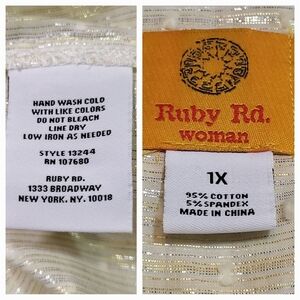 HAND WASH COLD
WITH LIKE COLORS
DO NOT BLEACH
LINE DRY
LOW IRON AS NEEDED
STYLE 13244
RN 107680
RUBY RD.
1333 BROADWAY
NEW YORK, NY. 10018
Ruby Rd.
woman
1X
95% COTTON
5% SPANDEX
MADE IN CHINA